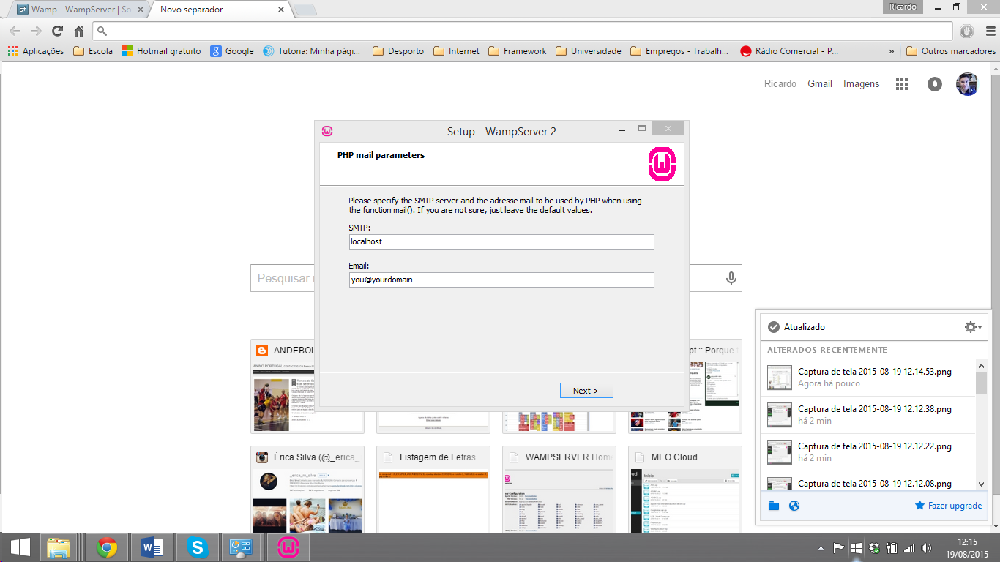 Wamp - WampServer | So
Novo separador
Ricardo
Aplicações
Escola
Hotmail gratuito
Google
Tutoria: Minha pági...
Desporto
Internet
Framework
Universidade
Empregos - Trabalh...
Rádio Comercial - P...
»
Outros marcadores
Ricardo
Gmail
Imagens
Setup - WampServer 2
PHP mail parameters
Please specify the SMTP server and the adresse mail to be used by PHP when using
the function mail(). If you are not sure, just leave the default values.
SMTP:
localhost
Email:
you@yourdomain
Next >
Pesquisar
ANDEBOL
pt :: Porque
Érica Silva (@_erica_
Listagem de Letras
WAMPSERVER Hom
MEO Cloud
Atualizado
ALTERADOS RECENTEMENTE
Captura de tela 2015-08-19 12.14.53.png
Agora há pouco
Captura de tela 2015-08-19 12.12.38.png
há 2 min
Captura de tela 2015-08-19 12.12.22.png
há 2 min
Captura de tela 2015-08-19 12.12.08.png
Fazer upgrade
12:15
19/08/2015